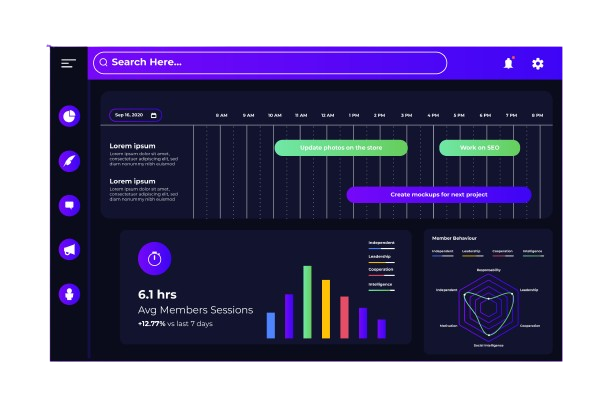 Search Here...
Sep 16, 2020
8 AM 9 AM 10 AM 11 AM 12 AM 1 PM 2 PM 3 PM 4 PM 5 PM 6 PM 7 PM 8 PM
Lorem ipsum
Lorem ipsum dolor sit amet,
consectetuer adipiscing elit, sed
diam nonummy nibh euismod
Update photos on the store
Work on SEO
Lorem ipsum
Lorem ipsum dolor sit amet,
consectetuer adipiscing elit, sed
diam nonummy nibh euismod
Create mockups for next project
6.1 hrs
Avg Members Sessions
+12.77% vs last 7 days
Independent
Leadership
Cooperation
Intelligence
Member Behaviour
Independent Leadership Cooperation Intelligence
Responsibility
Independent Leadership
Motivation Cooperation
Social Intelligence